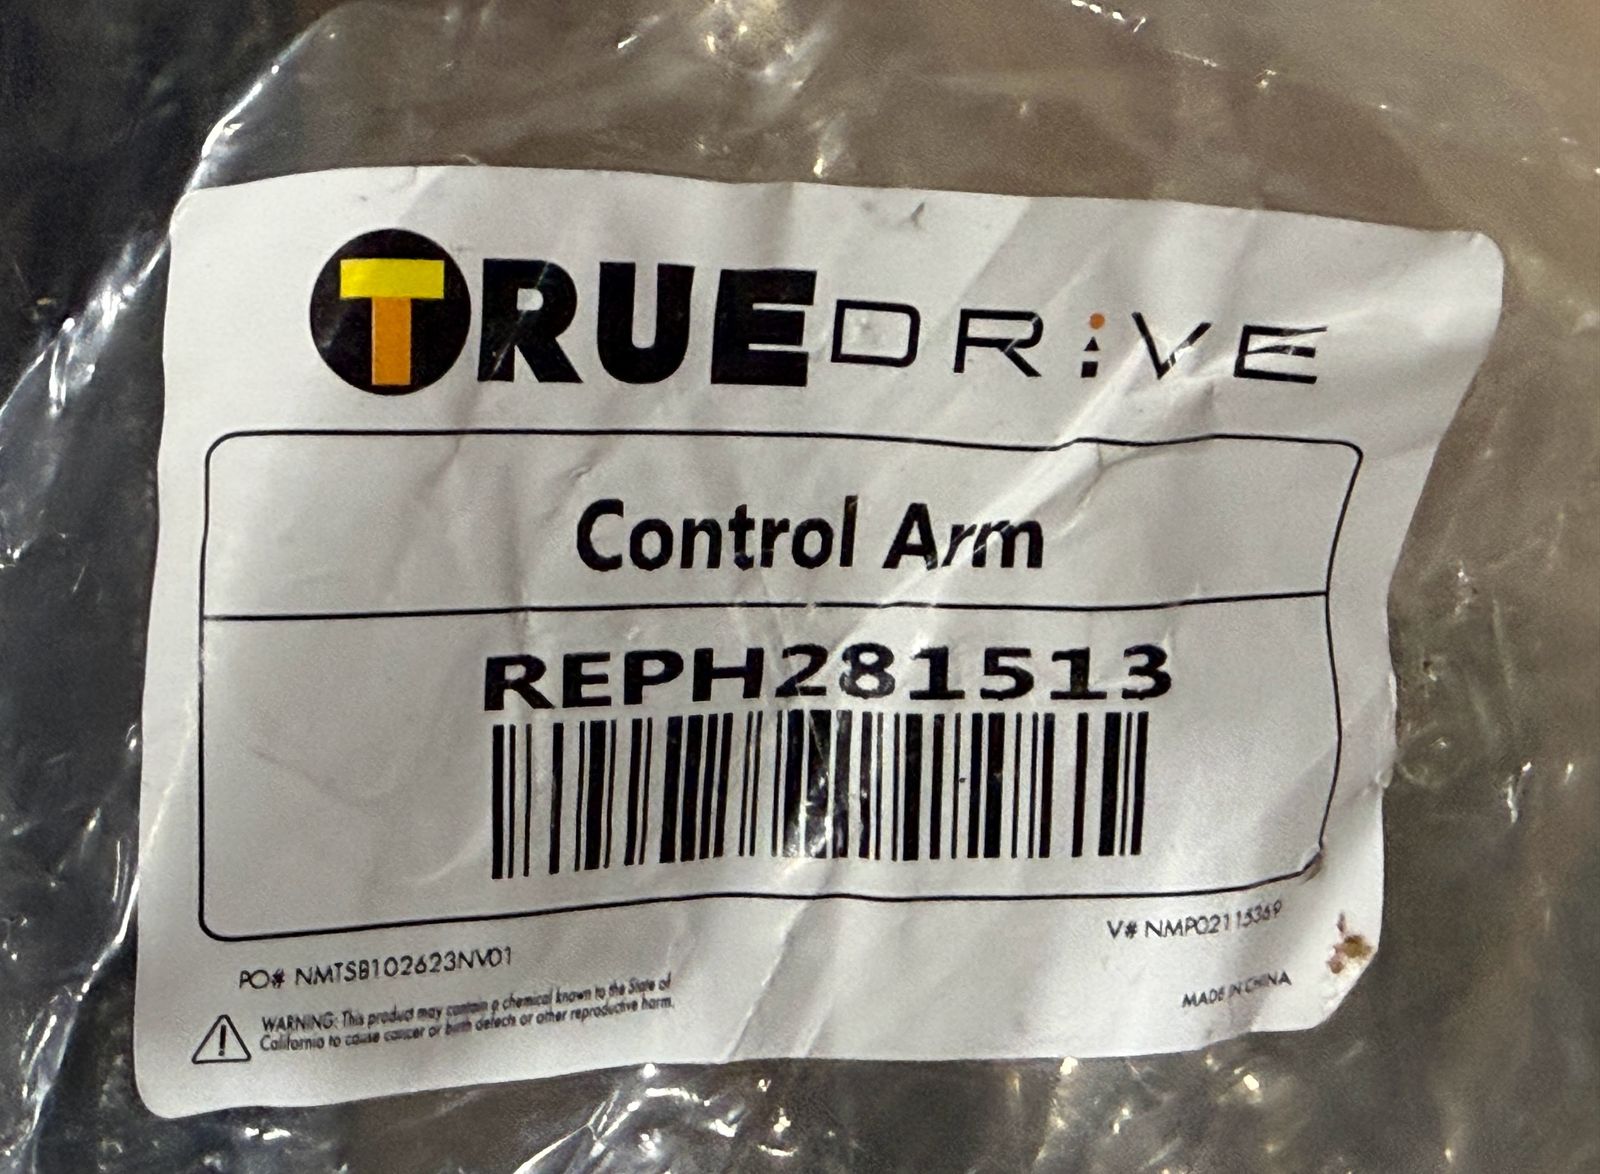 TRUEDRiVE
Control Arm
REPH281513
PO# NMTSB102623NV01
V# NMPO2115369
WARNING: This product may contain a chemical known to the State of
California to cause cancer or birth defects or other reproductive harm.
MADE IN CHINA